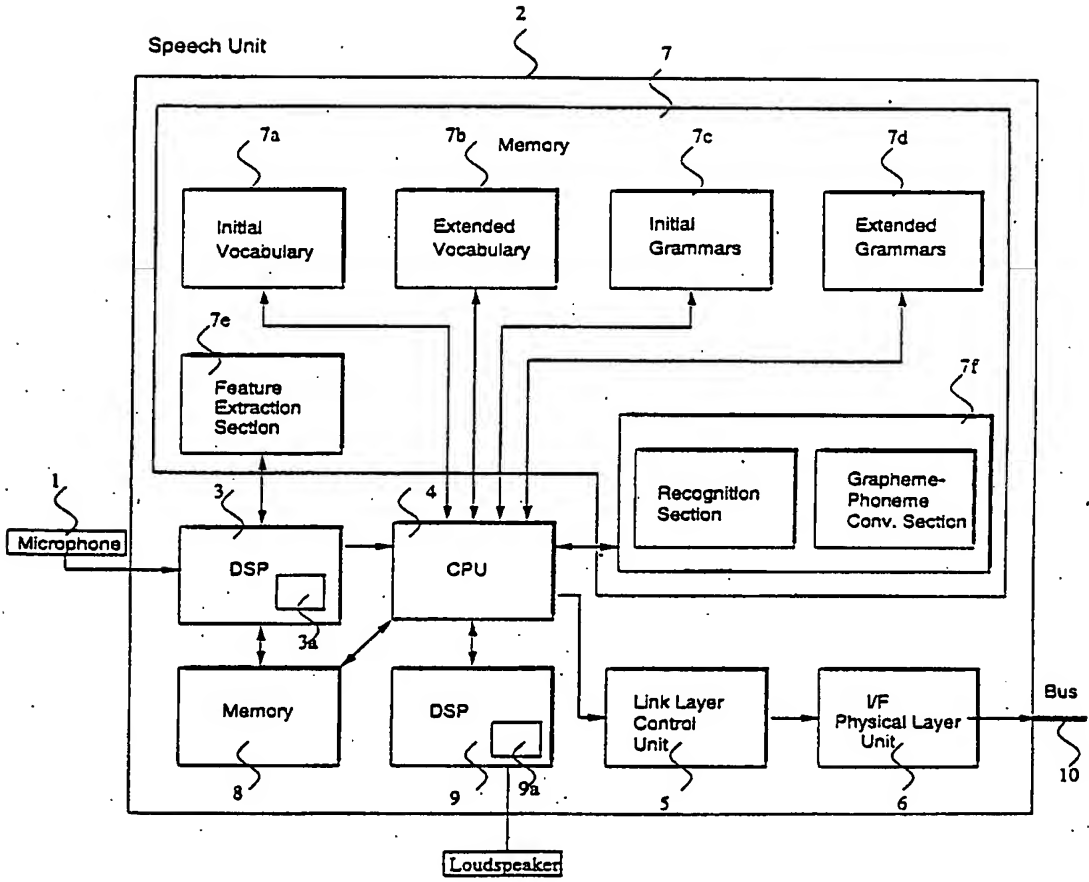 2
Speech Unit
7
7a
7b
Memory
7c
7d
Initial
Vocabulary
Extended
Vocabulary
Initial
Grammars
Extended
Grammars
7e
Feature
Extraction
Section
7f
Recognition
Section
Grapheme-
Phoneme
Conv. Section
1
Microphone
3
DSP
3a
4
CPU
Memory
8
DSP
9
9a
Link Layer
Control
Unit
5
I/F
Physical Layer
Unit
6
Bus
10
Loudspeaker